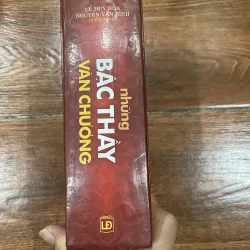 LÊ HUY HÒA
NGUYỄN VĂN BÌNH
những
BẬC THẦY
VĂN CHƯƠNG
LĐ